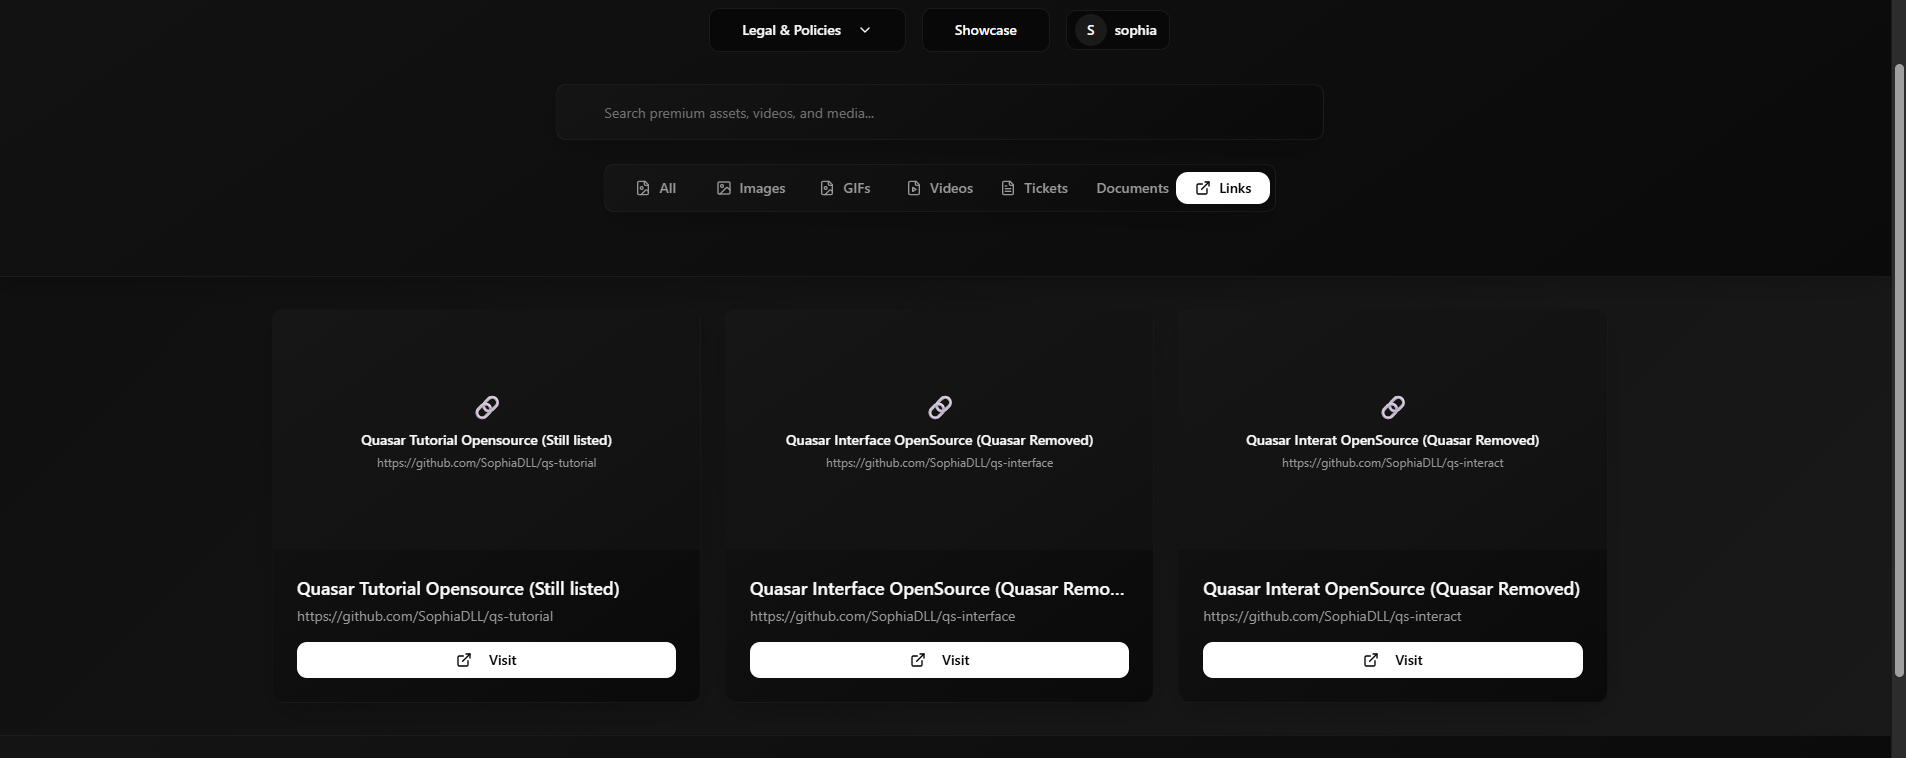 Legal & Policies
Showcase
S sophia
Search premium assets, videos, and media...
All Images GIFs Videos Tickets Documents Links
Quasar Tutorial Opensource (Still listed)
https://github.com/SophiaDLL/qs-tutorial
Quasar Tutorial Opensource (Still listed)
https://github.com/SophiaDLL/qs-tutorial
Visit
Quasar Interface OpenSource (Quasar Removed)
https://github.com/SophiaDLL/qs-interface
Quasar Interface OpenSource (Quasar Remo...
https://github.com/SophiaDLL/qs-interface
Visit
Quasar Interat OpenSource (Quasar Removed)
https://github.com/SophiaDLL/qs-interact
Quasar Interat OpenSource (Quasar Removed)
https://github.com/SophiaDLL/qs-interact
Visit